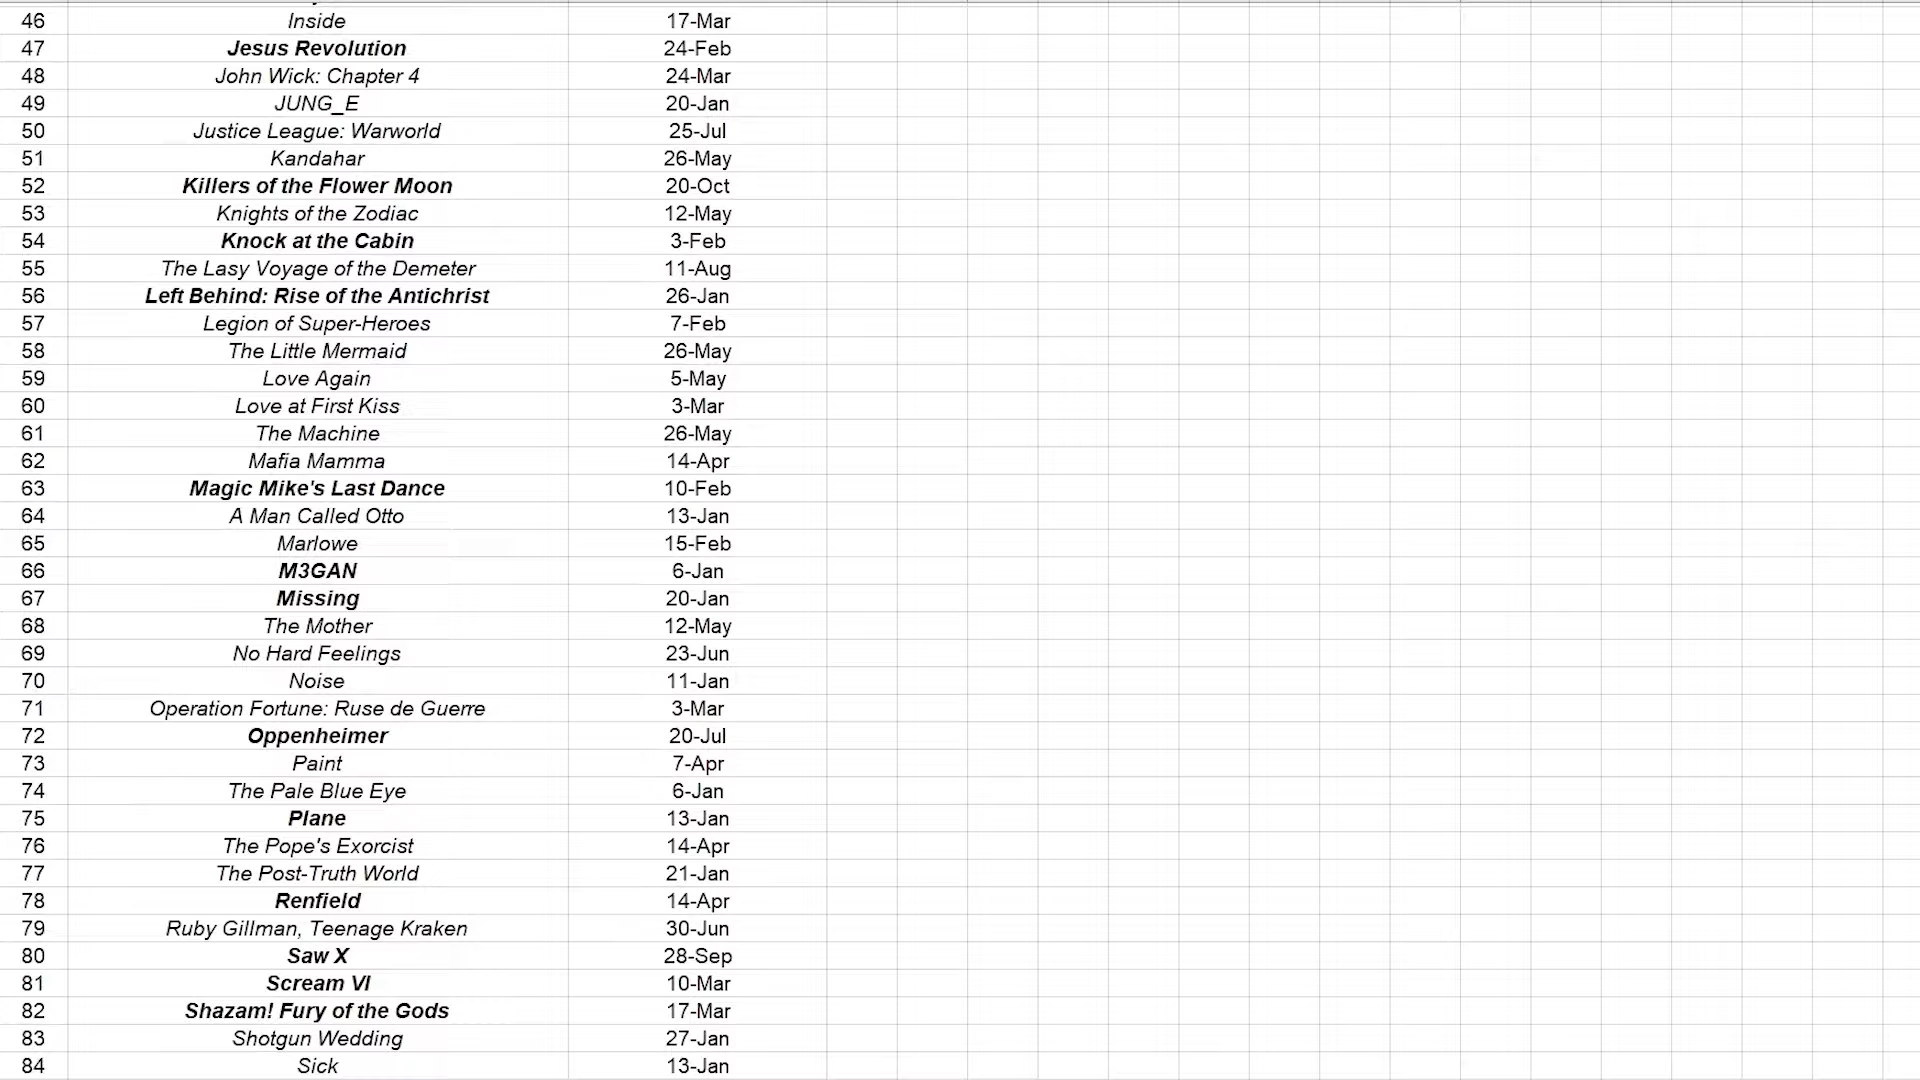 46 Inside 17-Mar
47 Jesus Revolution 24-Feb
48 John Wick: Chapter 4 24-Mar
49 JUNG_E 20-Jan
50 Justice League: Warworld 25-Jul
51 Kandahar 26-May
52 Killers of the Flower Moon 20-Oct
53 Knights of the Zodiac 12-May
54 Knock at the Cabin 3-Feb
55 The Lasy Voyage of the Demeter 11-Aug
56 Left Behind: Rise of the Antichrist 26-Jan
57 Legion of Super-Heroes 7-Feb
58 The Little Mermaid 26-May
59 Love Again 5-May
60 Love at First Kiss 3-Mar
61 The Machine 26-May
62 Mafia Mamma 14-Apr
63 Magic Mike's Last Dance 10-Feb
64 A Man Called Otto 13-Jan
65 Marlowe 15-Feb
66 M3GAN 6-Jan
67 Missing 20-Jan
68 The Mother 12-May
69 No Hard Feelings 23-Jun
70 Noise 11-Jan
71 Operation Fortune: Ruse de Guerre 3-Mar
72 Oppenheimer 20-Jul
73 Paint 7-Apr
74 The Pale Blue Eye 6-Jan
75 Plane 13-Jan
76 The Pope's Exorcist 14-Apr
77 The Post-Truth World 21-Jan
78 Renfield 14-Apr
79 Ruby Gillman, Teenage Kraken 30-Jun
80 Saw X 28-Sep
81 Scream VI 10-Mar
82 Shazam! Fury of the Gods 17-Mar
83 Shotgun Wedding 27-Jan
84 Sick 13-Jan